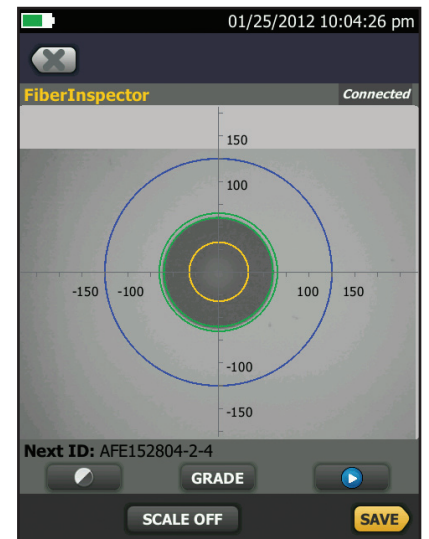 01/25/2012 10:04:26 pm
FiberInspector Connected
150
100
-150 -100 100 150
-100
-150
Next ID: AFE152804-2-4
GRADE
SCALE OFF SAVE